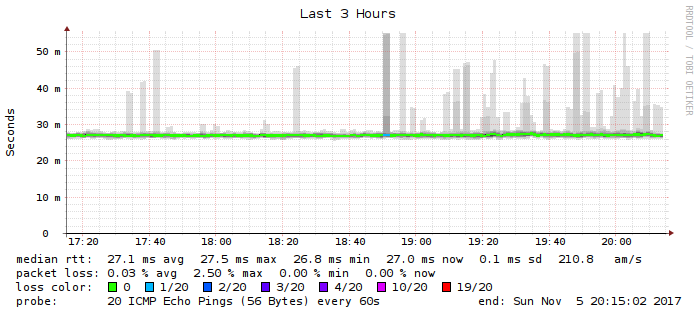 Last 3 Hours
RRDTOOL / TOBI OETIKER
Seconds
50 m
40 m
30 m
20 m
10 m
0
17:20 17:40 18:00 18:20 18:40 19:00 19:20 19:40 20:00
median rtt: 27.1 ms avg 27.5 ms max 26.8 ms min 27.0 ms now 0.1 ms sd 210.8 am/s
packet loss: 0.03 % avg 2.50 % max 0.00 % min 0.00 % now
loss color: 0 1/20 2/20 3/20 4/20 10/20 19/20
probe: 20 ICMP Echo Pings (56 Bytes) every 60s end: Sun Nov 5 20:15:02 2017